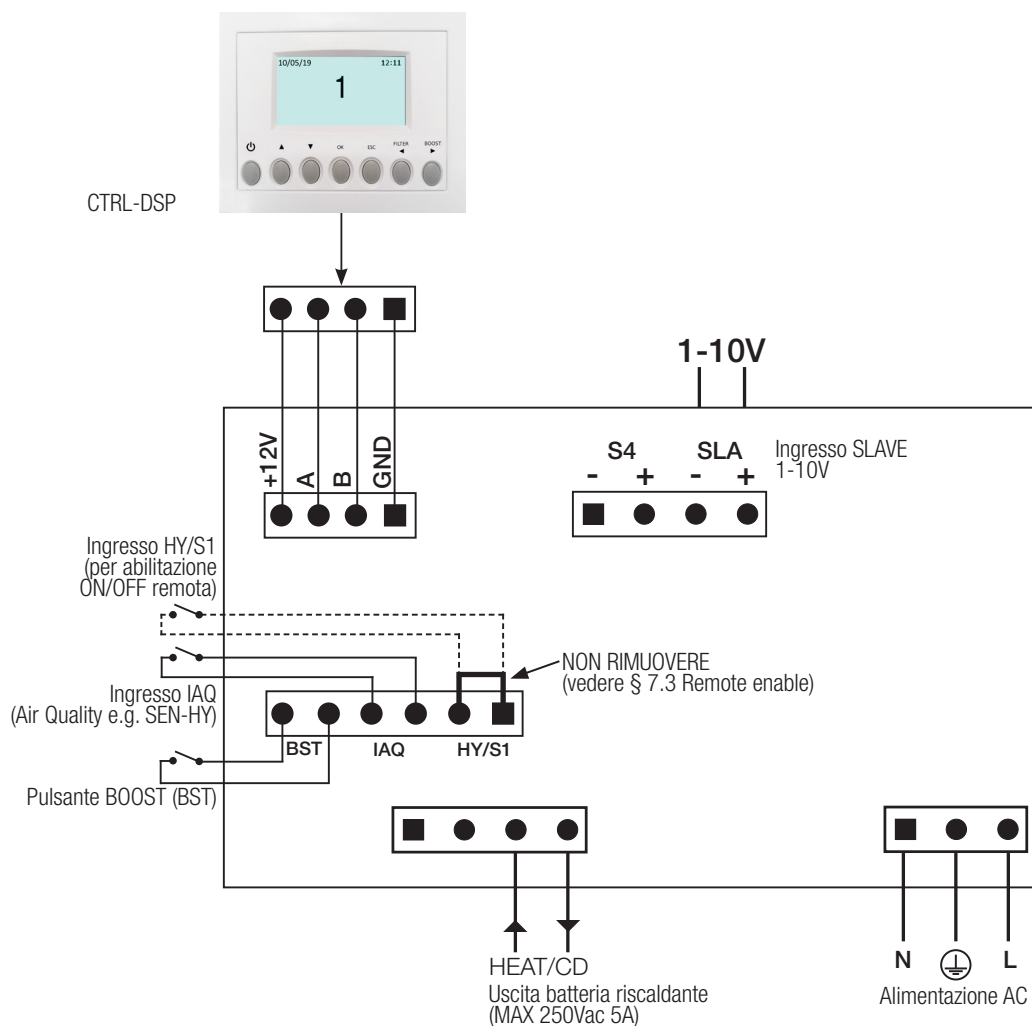 10/05/19 12:11
1
OK ESC FILTER BOOST
CTRL-DSP
1-10V
+12V
A
B
GND
S4 SLA
- + - +
Ingresso SLAVE
1-10V
Ingresso HY/S1
(per abilitazione
ON/OFF remota)
NON RIMUOVERE
(vedere § 7.3 Remote enable)
Ingresso IAQ
(Air Quality e.g. SEN-HY)
BST IAQ HY/S1
Pulsante BOOST (BST)
HEAT/CD
Uscita batteria riscaldante
(MAX 250Vac 5A)
N L
Alimentazione AC